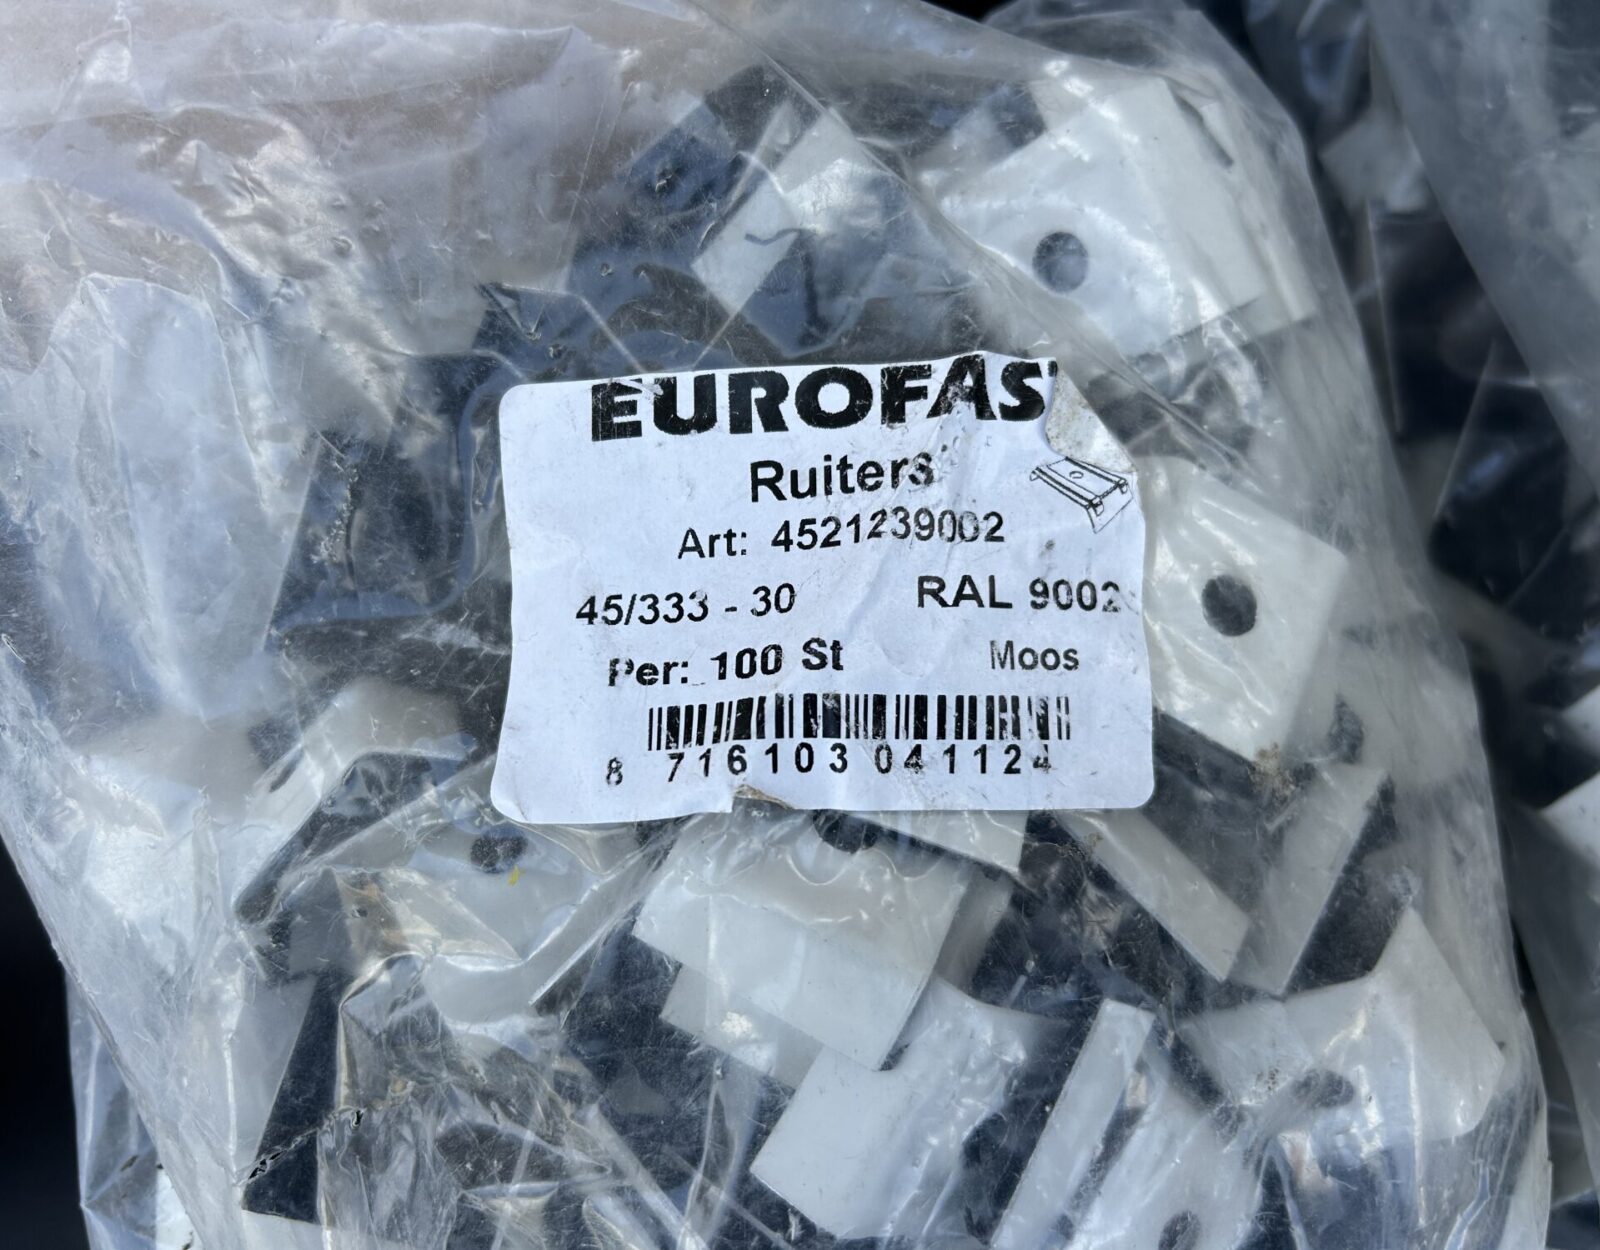 EUROFAS
Ruiters
Art: 4521239002
45/333 - 30 RAL 9002
Per: 100 St Moos
8 716103 041124